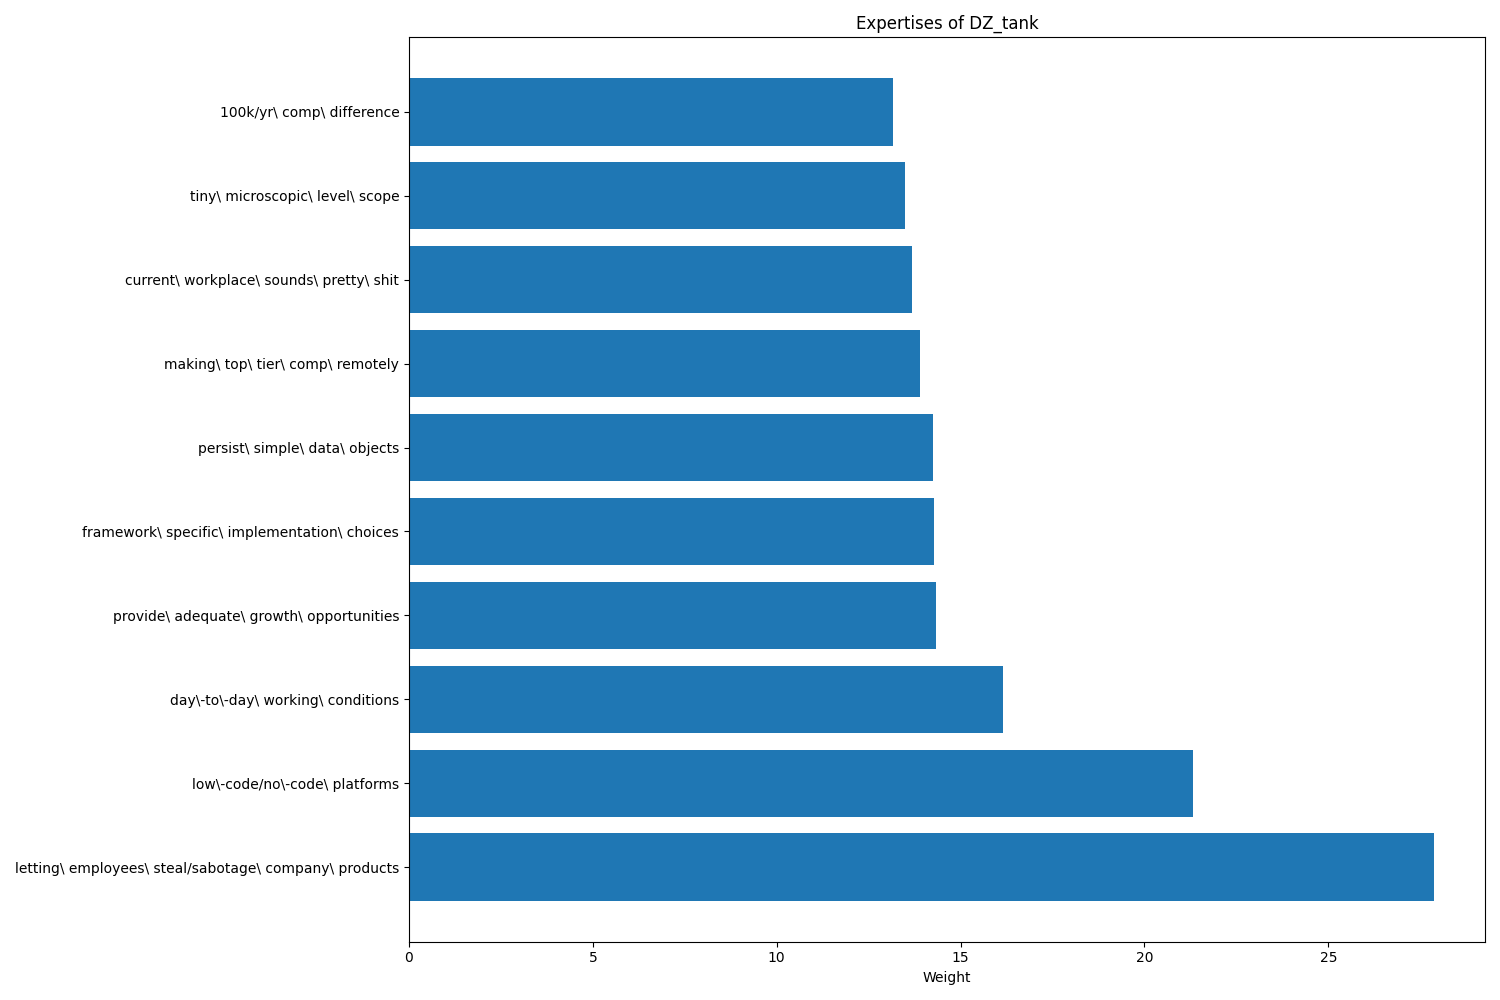 Expertises of DZ_tank
100k/yr\ comp\ difference
tiny\ microscopic\ level\ scope
current\ workplace\ sounds\ pretty\ shit
making\ top\ tier\ comp\ remotely
persist\ simple\ data\ objects
framework\ specific\ implementation\ choices
provide\ adequate\ growth\ opportunities
day\-to\-day\ working\ conditions
low\-code/no\-code\ platforms
letting\ employees\ steal/sabotage\ company\ products
0 5 10 15 20 25
Weight